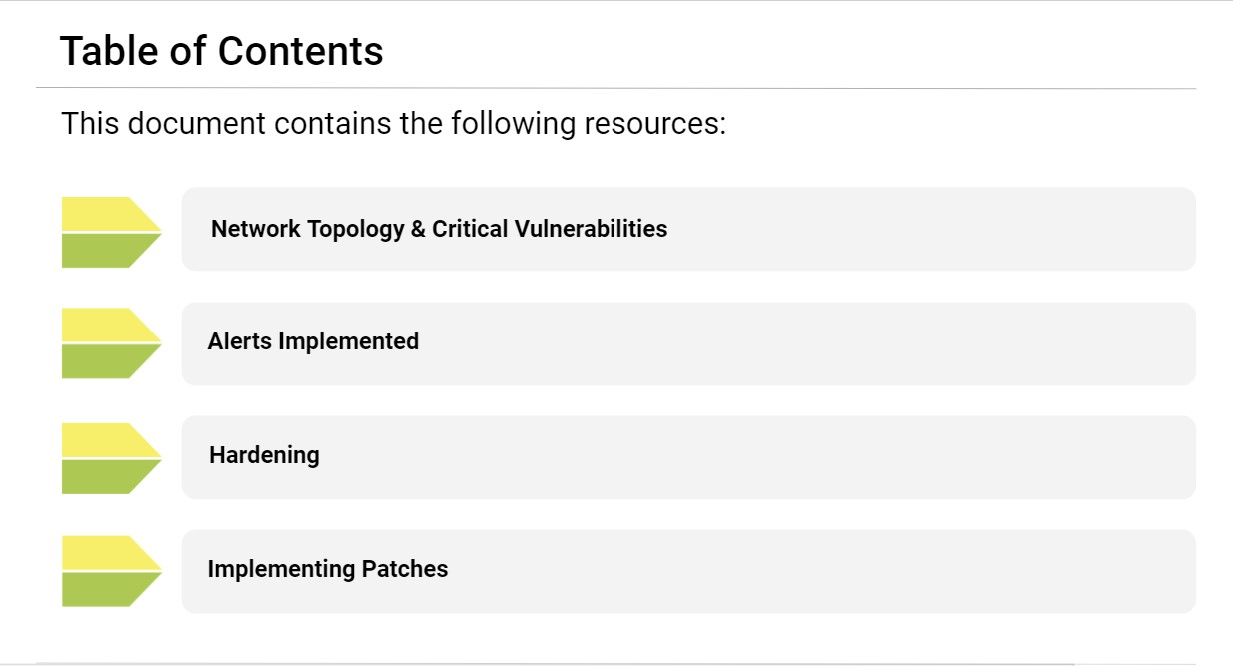 Table of Contents
This document contains the following resources:
Network Topology & Critical Vulnerabilities
Alerts Implemented
Hardening
Implementing Patches